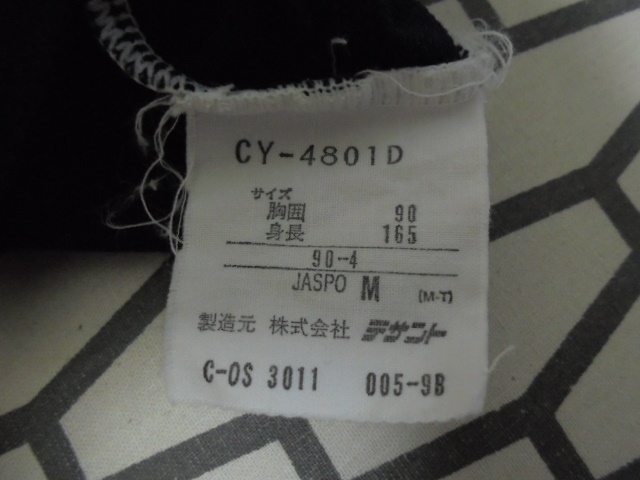 CY-4801D
サイズ
胸囲 90
身長 165
90-4
JASPO M (M-T)
製造元 株式会社 デサント
C-OS 3011 005-9B